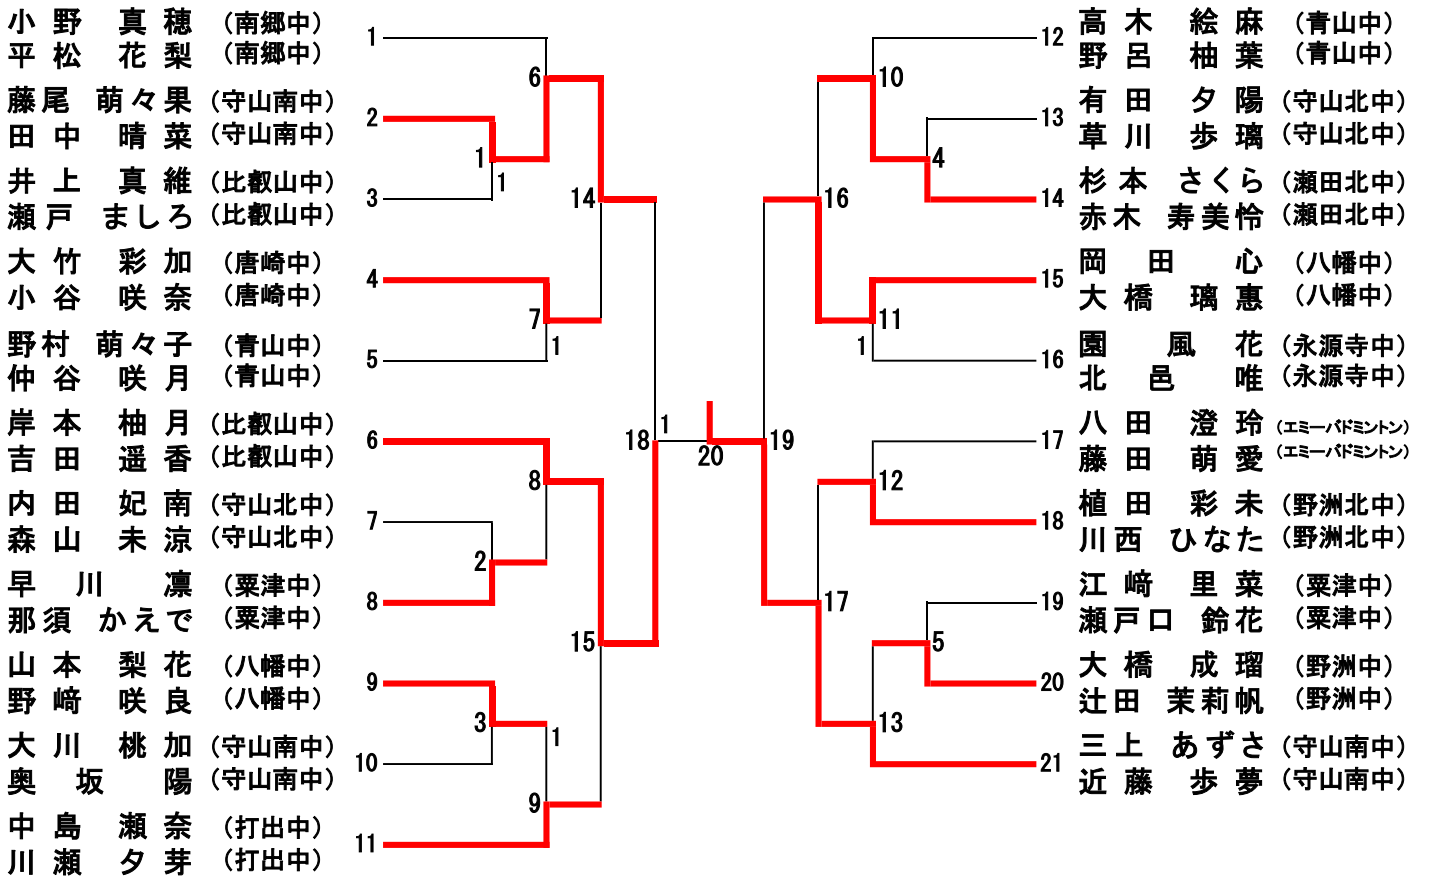 小野 真穂 （南郷中）
平松 花梨 （南郷中）
1
藤尾 萌々果 （守山南中）
田中 晴菜 （守山南中）
2
井上 真維 （比叡山中）
瀬戸 ましろ （比叡山中）
3
大竹 彩加 （唐崎中）
小谷 咲奈 （唐崎中）
4
野村 萌々子 （青山中）
仲谷 咲月 （青山中）
5
岸本 柚月 （比叡山中）
吉田 遥香 （比叡山中）
6
内田 妃南 （守山北中）
森山 未涼 （守山北中）
7
早川 凛 （粟津中）
那須 かえで （粟津中）
8
山本 梨花 （八幡中）
野﨑 咲良 （八幡中）
9
大川 桃加 （守山南中）
奥坂 陽 （守山南中）
10
中島 瀬奈 （打出中）
川瀬 夕芽 （打出中）
11
6
1
1
14
7
1
8
2
15
3
1
9
18
1
20
19
10
4
16
11
1
12
17
5
13
12
高木 絵麻 （青山中）
野呂 柚葉 （青山中）
13
有田 夕陽 （守山北中）
草川 歩璃 （守山北中）
14
杉本 さくら （瀬田北中）
赤木 寿美怜 （瀬田北中）
15
岡田 心 （八幡中）
大橋 璃恵 （八幡中）
16
園 風花 （永源寺中）
北邑 唯 （永源寺中）
17
八田 澄玲 （エミーバドミントン）
藤田 萌愛 （エミーバドミントン）
18
植田 彩未 （野洲北中）
川西 ひなた （野洲北中）
19
江﨑 里菜 （粟津中）
瀬戸口 鈴花 （粟津中）
20
大橋 成瑠 （野洲中）
辻田 茉莉帆 （野洲中）
21
三上 あずさ （守山南中）
近藤 歩夢 （守山南中）